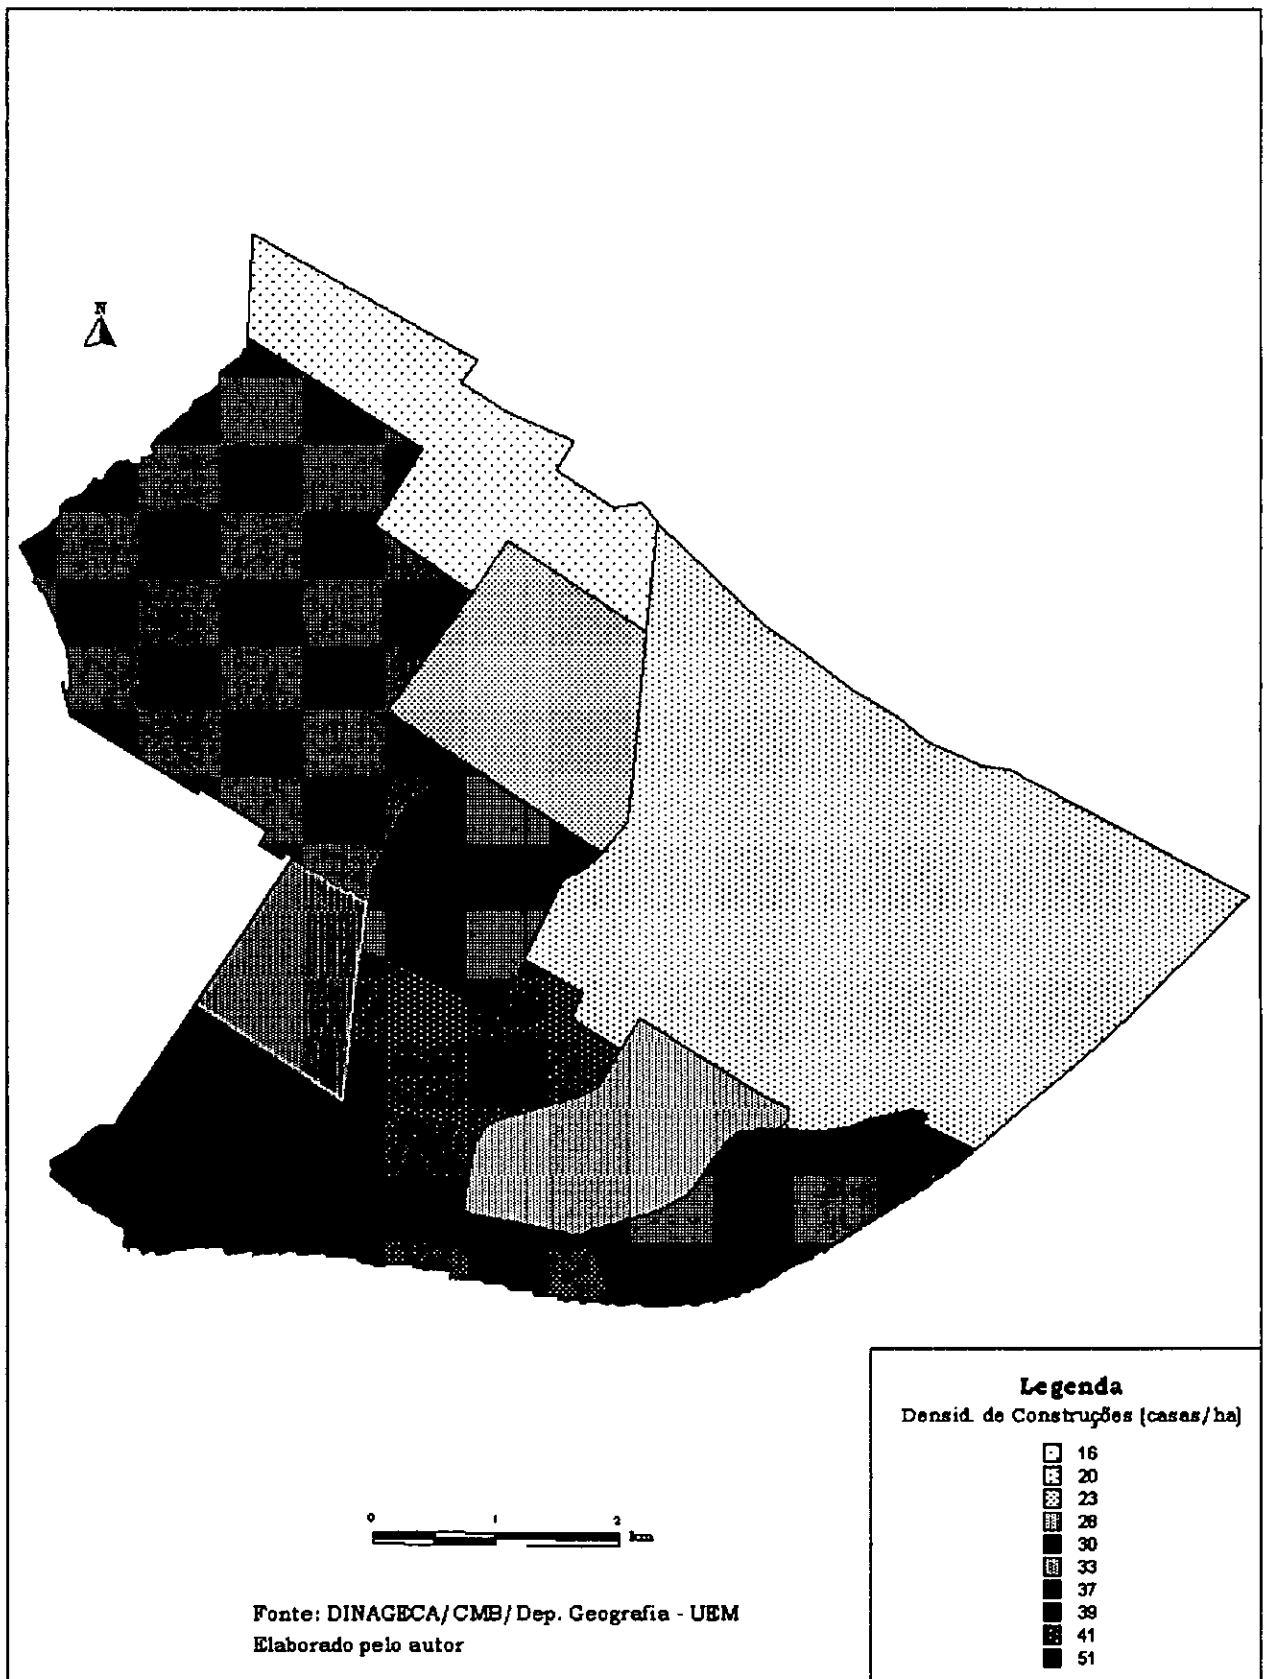 N
Legenda
Densid. de Construções (casas/ha)
16
20
23
28
30
33
37
39
41
51
0 1 2 km
Fonte: DINAGECA/CMB/Dep. Geografia - UEM
Elaborado pelo autor